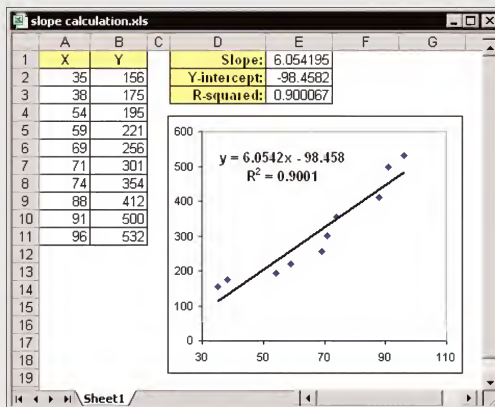 slope calculation.xls
A B C D E F G
1 X Y Slope: 6.054195
2 35 156 Y-intercept: -98.4582
3 38 175 R-squared: 0.900067
4 54 195
5 59 221
6 69 256
7 71 301
8 74 354
9 88 412
10 91 500
11 96 532
12
13
14
15
16
17
18
19
600
500
400
300
200
100
0
y = 6.0542x - 98.458
R² = 0.9001
30 50 70 90 110
Sheet1